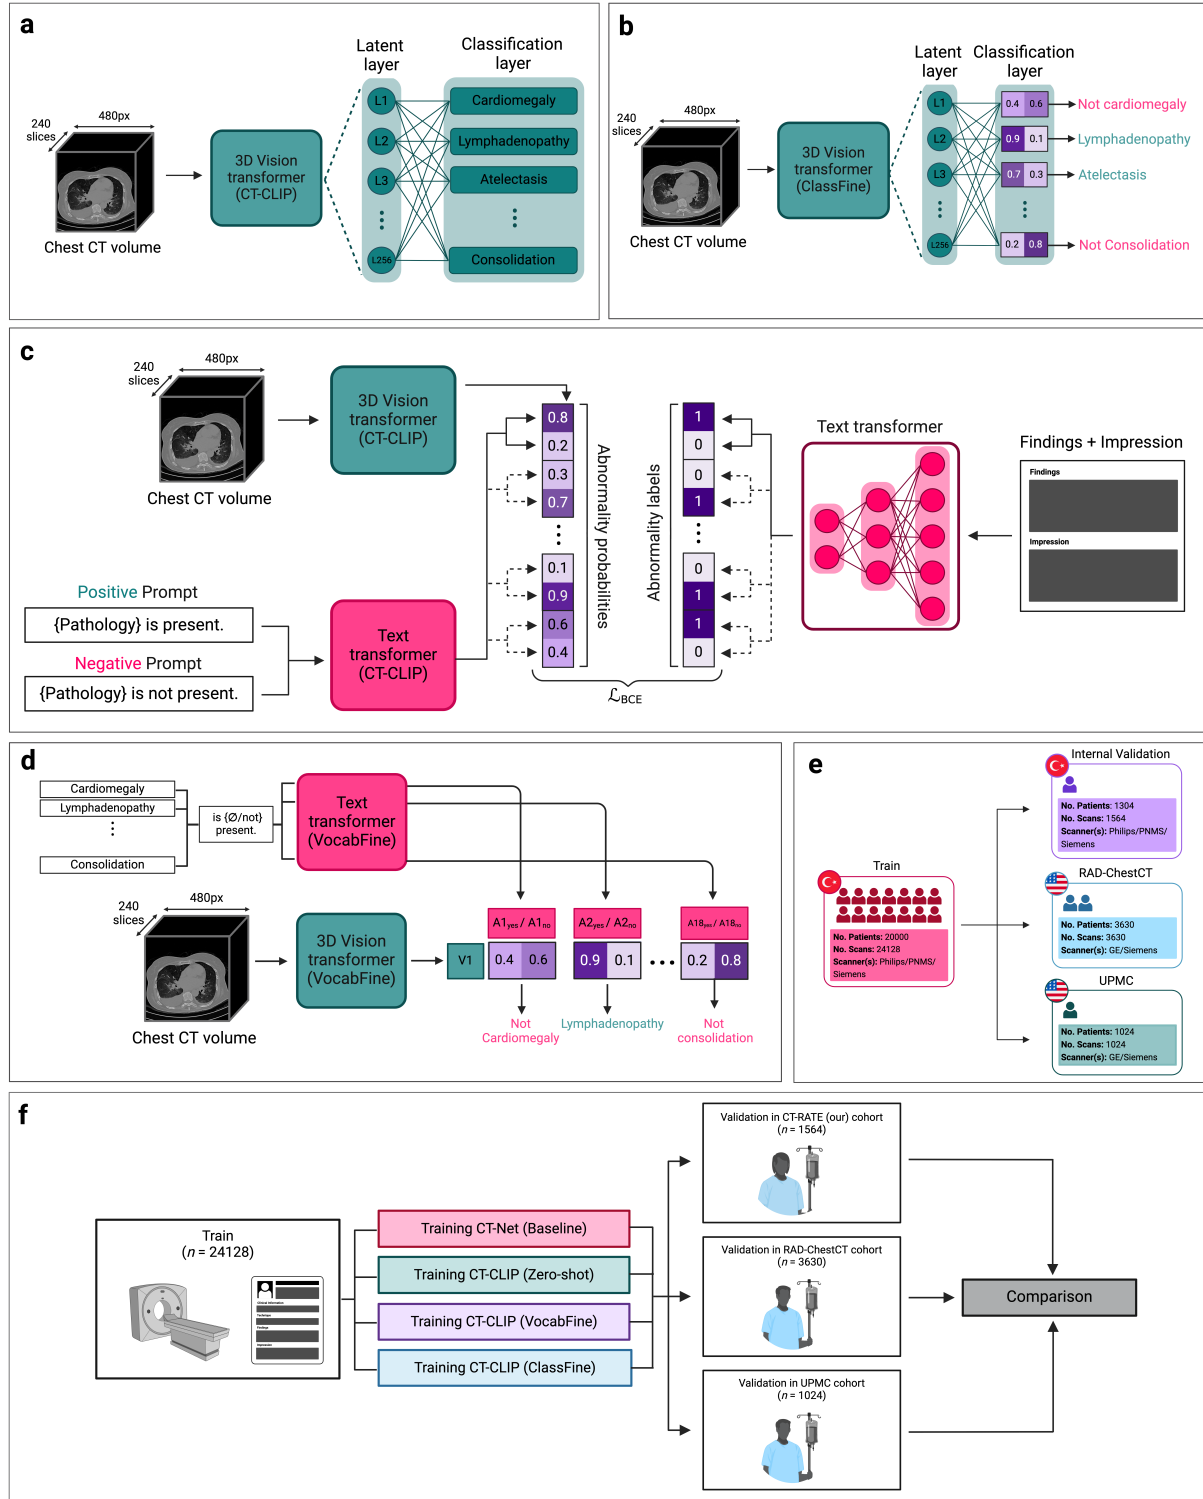 a
Latent
layer
Classification
layer
240
slices
480px
3D Vision
transformer
(CT-CLIP)
L1
L2
L3
L256
Cardiomegaly
Lymphadenopathy
Atelectasis
Consolidation
Chest CT volume
b
Latent
layer
Classification
layer
240
slices
480px
3D Vision
transformer
(ClassFine)
L1
L2
L3
L256
0.4 0.6
0.9 0.1
0.7 0.3
0.2 0.8
Not cardiomegaly
Lymphadenopathy
Atelectasis
Not Consolidation
Chest CT volume
c
240
slices
480px
Chest CT volume
3D Vision
transformer
(CT-CLIP)
Positive Prompt
{Pathology} is present.
Negative Prompt
{Pathology} is not present.
Text
transformer
(CT-CLIP)
0.8
0.2
0.3
0.7
0.1
0.9
0.6
0.4
Abnormality probabilities
Abnormality labels
1
0
0
1
0
1
1
0
ℒBCE
Text transformer
Findings + Impression
Findings
Impression
d
Cardiomegaly
Lymphadenopathy
Consolidation
is {Ø/not}
present.
Text
transformer
(VocabFine)
240
slices
480px
Chest CT volume
3D Vision
transformer
(VocabFine)
A1yes / A1no
A2yes / A2no
A18yes / A18no
V1
0.4 0.6
0.9 0.1
0.2 0.8
Not
Cardiomegaly
Lymphadenopathy
Not
consolidation
e
Train
No. Patients: 20000
No. Scans: 24128
Scanner(s): Philips/PNMS/
Siemens
Internal Validation
No. Patients: 1304
No. Scans: 1564
Scanner(s): Philips/PNMS/
Siemens
RAD-ChestCT
No. Patients: 3630
No. Scans: 3630
Scanner(s): GE/Siemens
UPMC
No. Patients: 1024
No. Scans: 1024
Scanner(s): GE/Siemens
f
Train
(n = 24128)
Clinical Information
Technique
Findings
Impression
Training CT-Net (Baseline)
Training CT-CLIP (Zero-shot)
Training CT-CLIP (VocabFine)
Training CT-CLIP (ClassFine)
Validation in CT-RATE (our) cohort
(n = 1564)
Validation in RAD-ChestCT cohort
(n = 3630)
Validation in UPMC cohort
(n = 1024)
Comparison